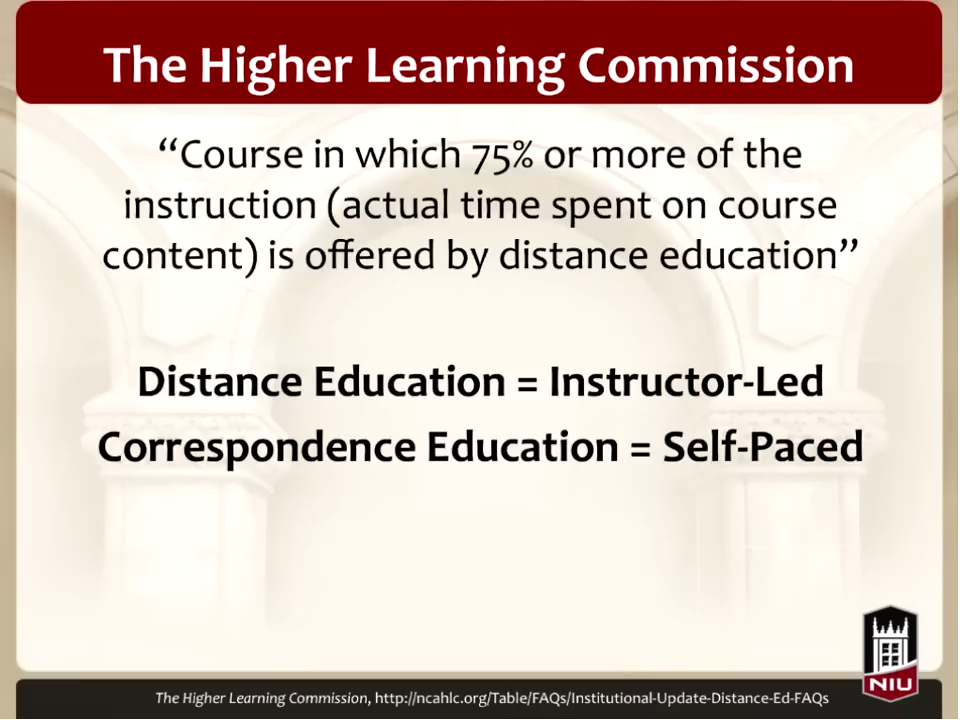 The Higher Learning Commission
“Course in which 75% or more of the
instruction (actual time spent on course
content) is offered by distance education”
Distance Education = Instructor-Led
Correspondence Education = Self-Paced
NIU
The Higher Learning Commission, http://ncahlc.org/Table/FAQs/Institutional-Update-Distance-Ed-FAQs